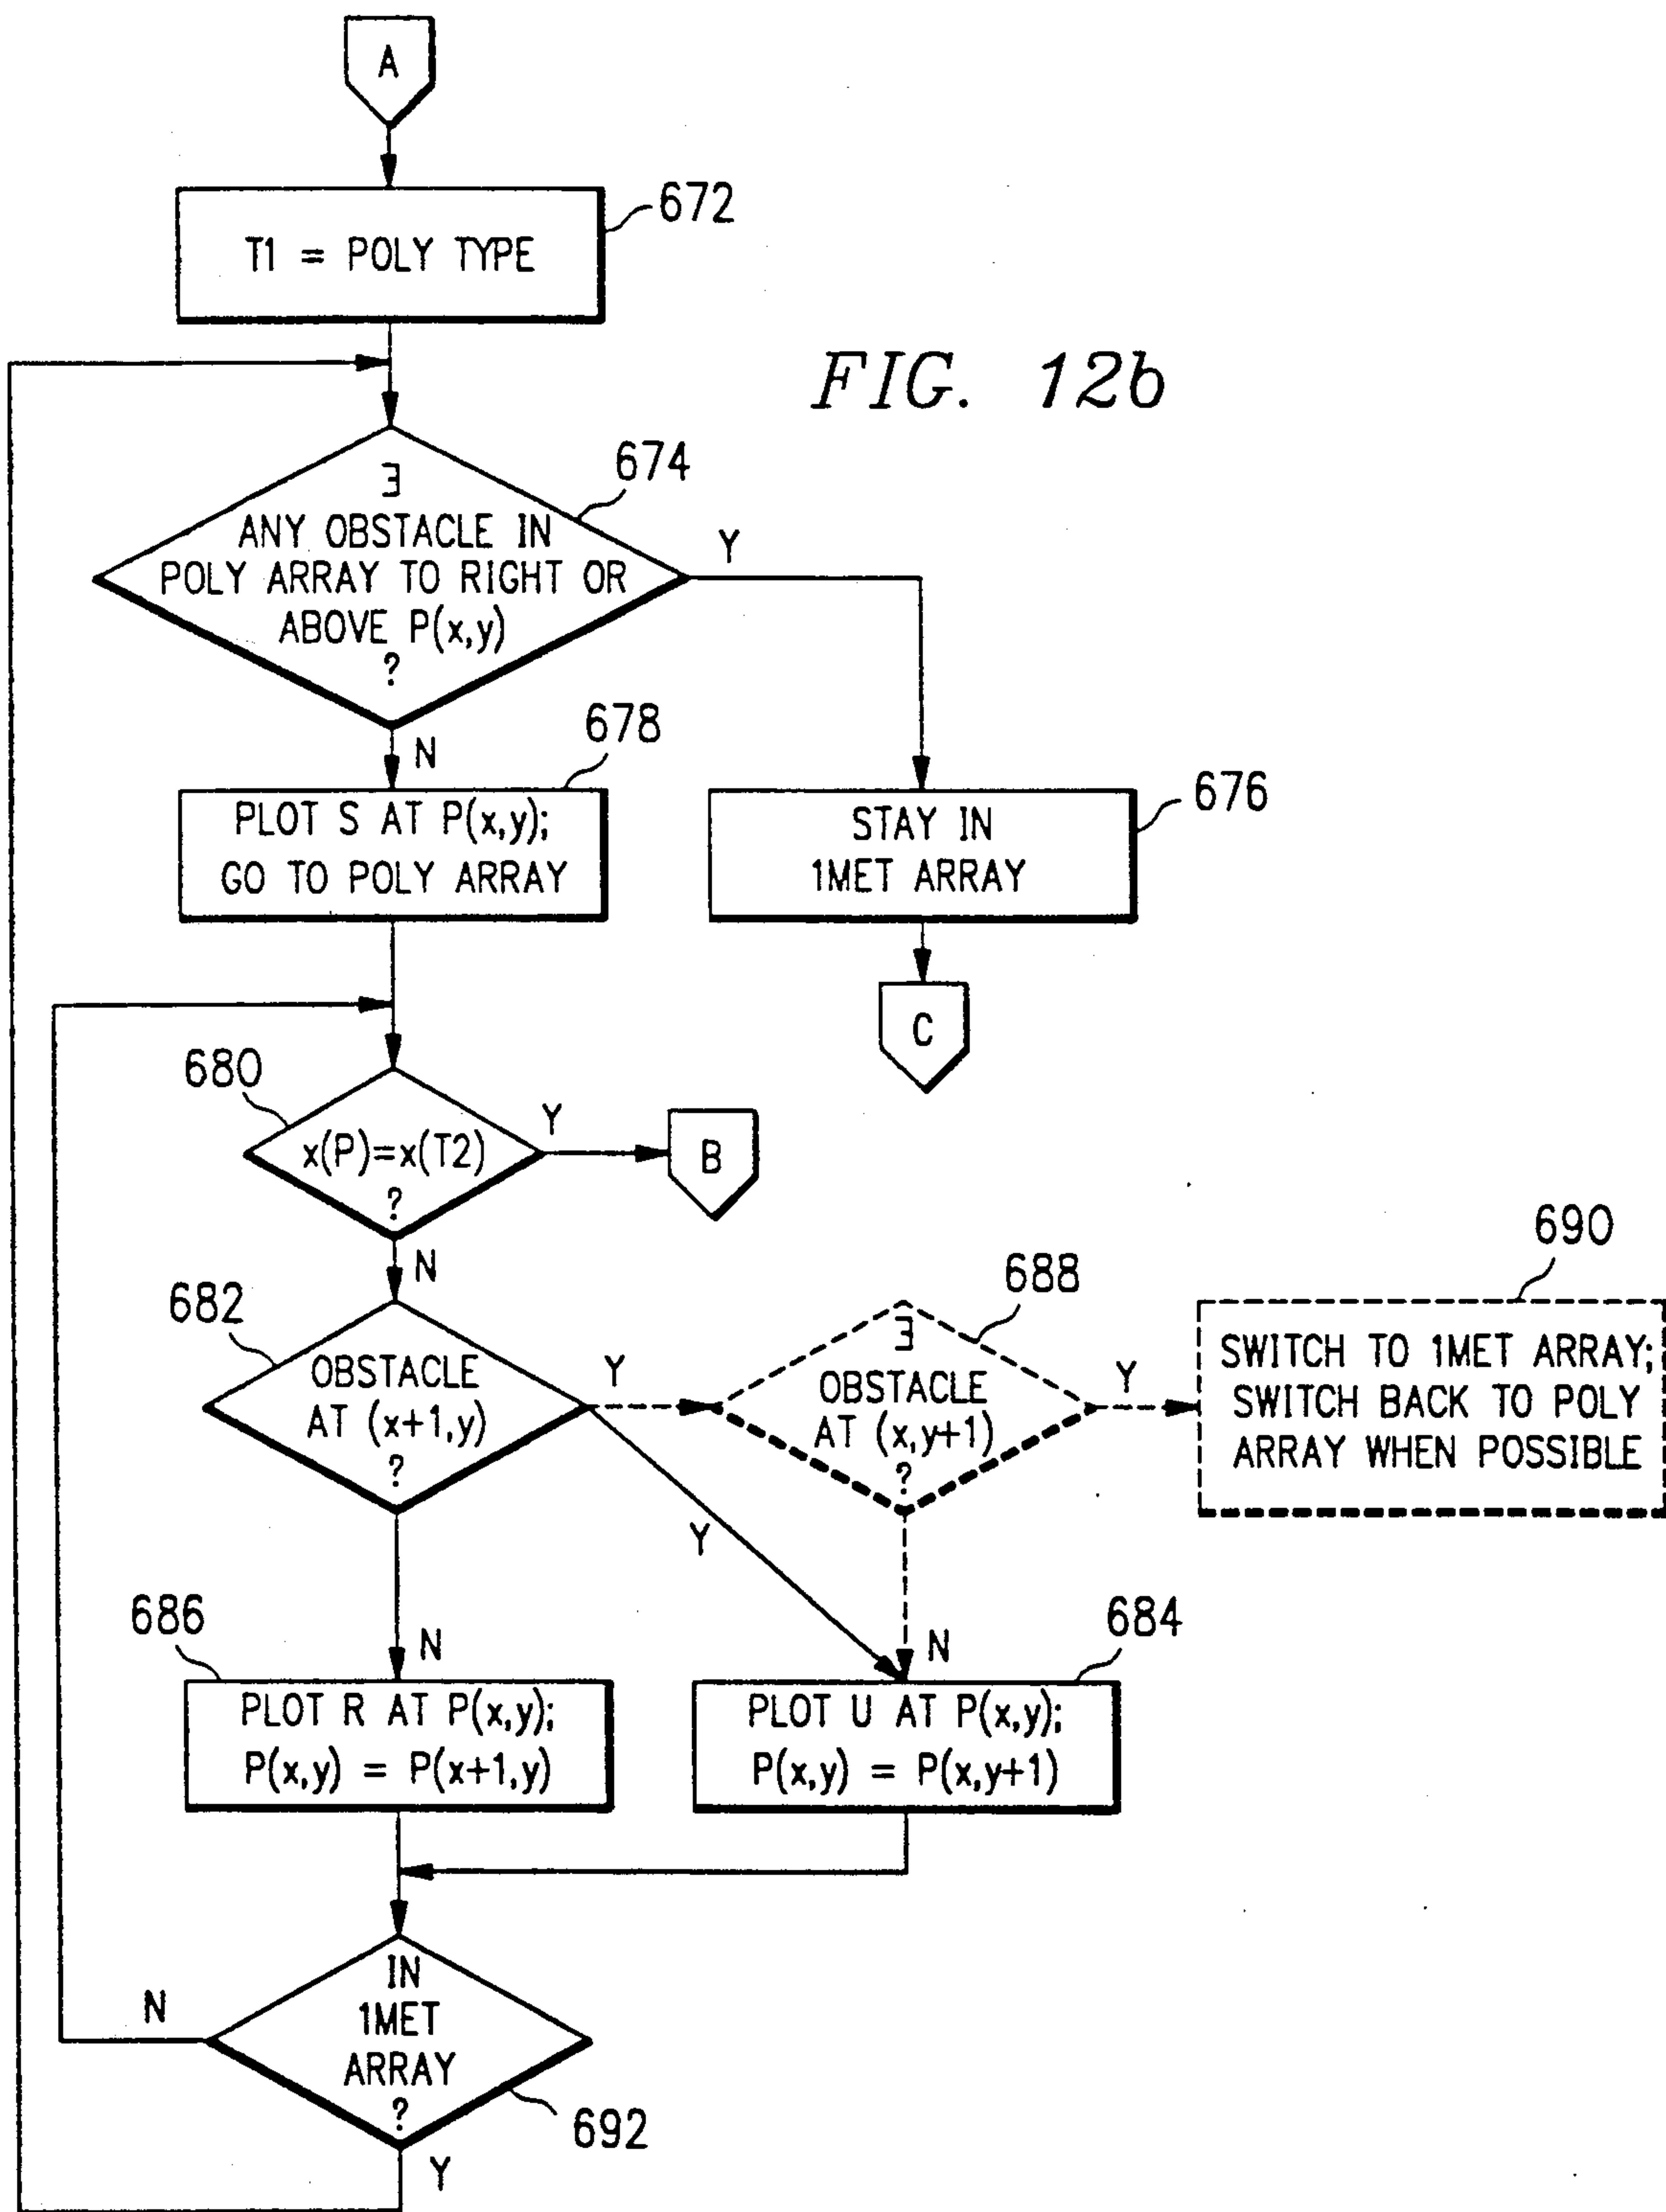 A
672
T1 = POLY TYPE
FIG. 12b
674
∃
ANY OBSTACLE IN
POLY ARRAY TO RIGHT OR
ABOVE P(x,y)
?
Y
N
678
PLOT S AT P(x,y);
GO TO POLY ARRAY
676
STAY IN
1MET ARRAY
C
680
x(P)=x(T2)
?
Y
B
N
682
OBSTACLE
AT (x+1,y)
?
Y
Y
N
688
∃
OBSTACLE
AT (x,y+1)
?
Y
N
690
SWITCH TO 1MET ARRAY;
SWITCH BACK TO POLY
ARRAY WHEN POSSIBLE
686
PLOT R AT P(x,y);
P(x,y) = P(x+1,y)
684
PLOT U AT P(x,y);
P(x,y) = P(x,y+1)
IN
1MET
ARRAY
?
N
692
Y